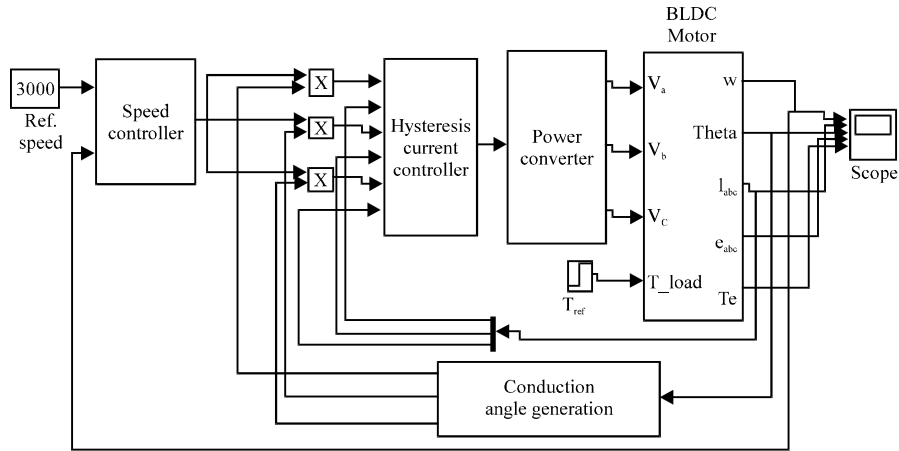 BLDC
Motor
3000
Ref.
speed
Speed
controller
X
X
X
Hysteresis
current
controller
Power
converter
Va
Vb
VC
T_load
w
Theta
labc
eabc
Te
Scope
Tref
Conduction
angle generation